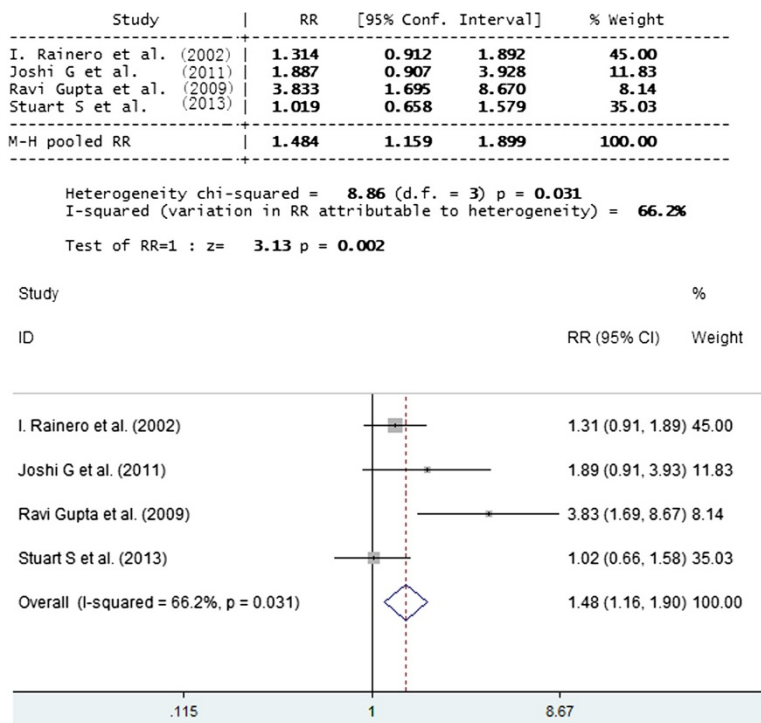 Study | RR [95% Conf. Interval] % Weight
I. Rainero et al. (2002) | 1.314 0.912 1.892 45.00
Joshi G et al. (2011) | 1.887 0.907 3.928 11.83
Ravi Gupta et al. (2009) | 3.833 1.695 8.670 8.14
Stuart S et al. (2013) | 1.019 0.658 1.579 35.03
M-H pooled RR | 1.484 1.159 1.899 100.00
Heterogeneity chi-squared = 8.86 (d.f. = 3) p = 0.031
I-squared (variation in RR attributable to heterogeneity) = 66.2%
Test of RR=1 : z= 3.13 p = 0.002
Study %
ID RR (95% CI) Weight
I. Rainero et al. (2002) 1.31 (0.91, 1.89) 45.00
Joshi G et al. (2011) 1.89 (0.91, 3.93) 11.83
Ravi Gupta et al. (2009) 3.83 (1.69, 8.67) 8.14
Stuart S et al. (2013) 1.02 (0.66, 1.58) 35.03
Overall (I-squared = 66.2%, p = 0.031) 1.48 (1.16, 1.90) 100.00
.115 1 8.67